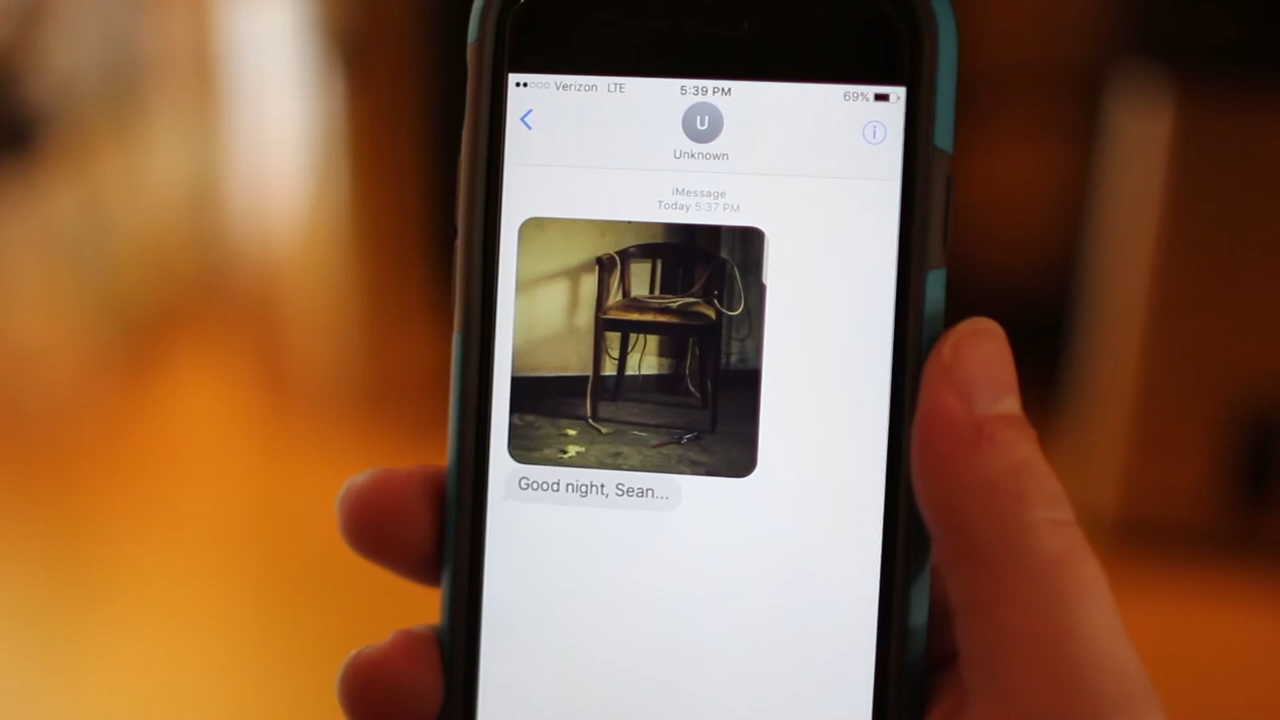 Verizon LTE 5:39 PM 69%
U
Unknown
iMessage
Today 5:37 PM
Good night, Sean...